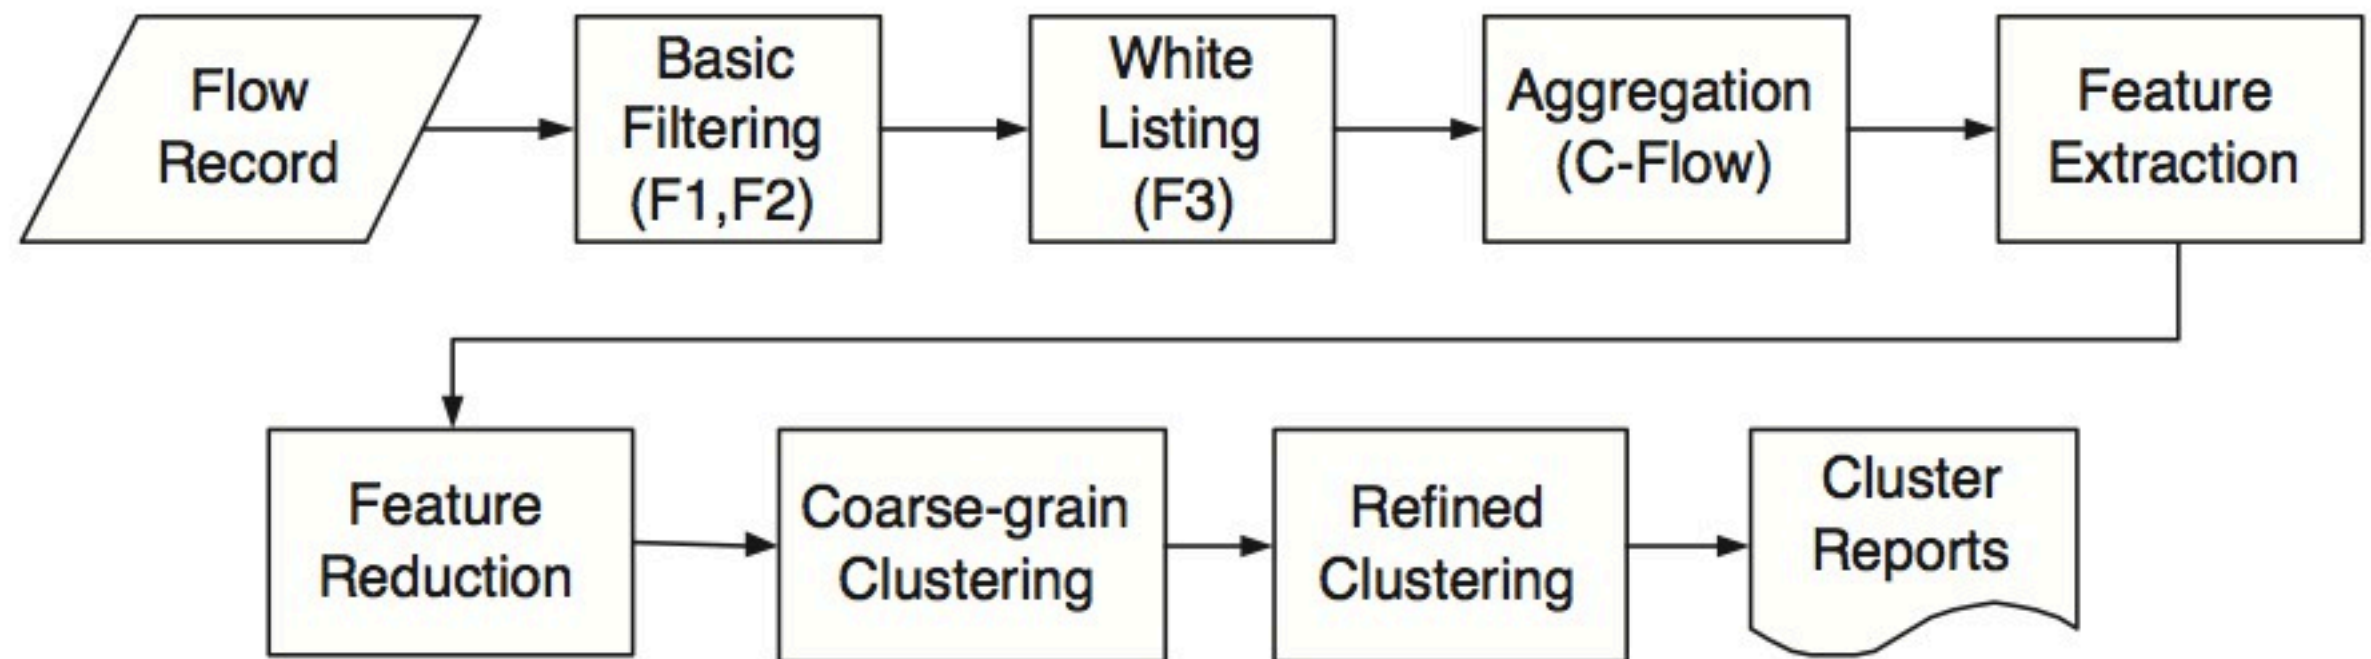 Flow
Record
Basic
Filtering
(F1,F2)
White
Listing
(F3)
Aggregation
(C-Flow)
Feature
Extraction
Feature
Reduction
Coarse-grain
Clustering
Refined
Clustering
Cluster
Reports